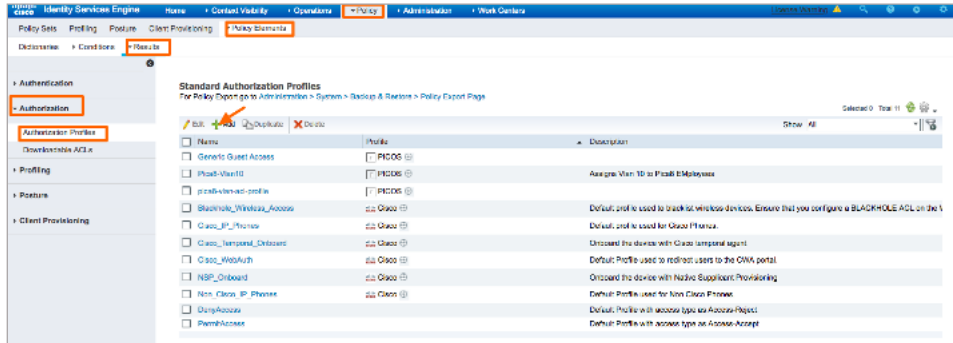 cisco Identity Services Engine Home Context Visibility Operations Policy Administration Work Centers License Warning
Policy Sets Profiling Posture Client Provisioning Policy Elements
Dictionaries Conditions Results
Authentication
Authorization
Authorization Profiles
Downloadable ACLs
Profiling
Posture
Client Provisioning
Standard Authorization Profiles
For Policy Export go to Administration > System > Backup & Restore > Policy Export Page
Selected 0 Total 11
Edit Add Duplicate Delete Show All
Name Profile Description
Generic Guest Access PICOS
Pica8-Vlan10 PICOS Assigns Vlan 10 to Pica8 EMployees
pica8-vlan-acl-profile PICOS
Blackhole_Wireless_Access Cisco Default profile used to blacklist wireless devices. Ensure that you configure a BLACKHOLE ACL on the
Cisco_IP_Phones Cisco Default profile used for Cisco Phones.
Cisco_Temporal_Onboard Cisco Onboard the device with Cisco temporal agent
Cisco_WebAuth Cisco Default Profile used to redirect users to the CWA portal.
NSP_Onboard Cisco Onboard the device with Native Supplicant Provisioning
Non_Cisco_IP_Phones Cisco Default Profile used for Non Cisco Phones.
DenyAccess Default Profile with access type as Access-Reject
PermitAccess Default Profile with access type as Access-Accept